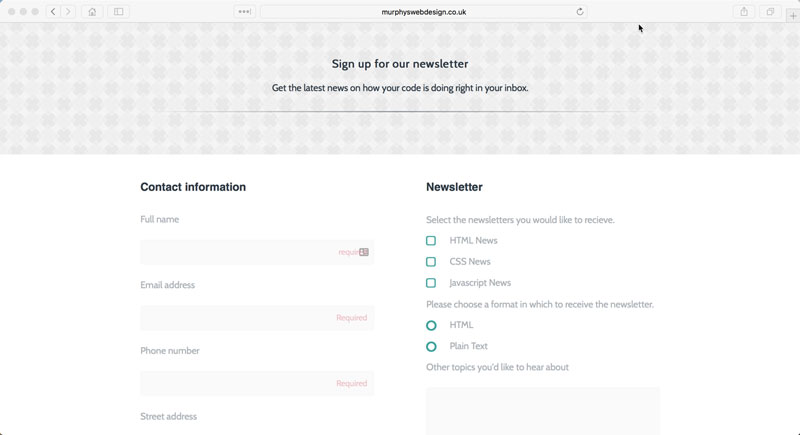 murphyswebdesign.co.uk
Sign up for our newsletter
Get the latest news on how your code is doing right in your inbox.
Contact information
Full name
Email address
Required
Phone number
Required
Street address
Newsletter
Select the newsletters you would like to recieve.
HTML News
CSS News
Javascript News
Please choose a format in which to receive the newsletter.
HTML
Plain Text
Other topics you'd like to hear about